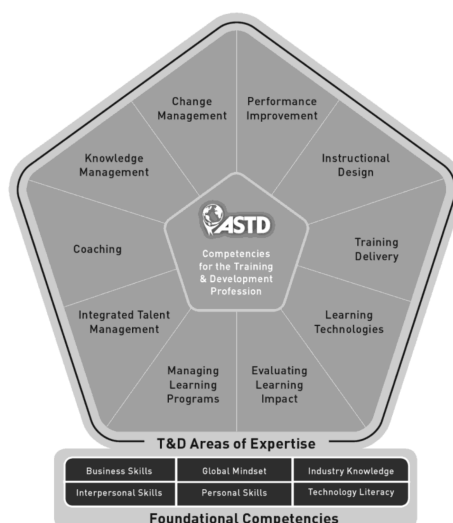 Change
Management
Performance
Improvement
Knowledge
Management
Instructional
Design
ASTD
Competencies
for the Training
& Development
Profession
Coaching
Training
Delivery
Integrated Talent
Management
Learning
Technologies
Managing
Learning
Programs
Evaluating
Learning
Impact
T&D Areas of Expertise
Business Skills
Global Mindset
Industry Knowledge
Interpersonal Skills
Personal Skills
Technology Literacy
Foundational Competencies